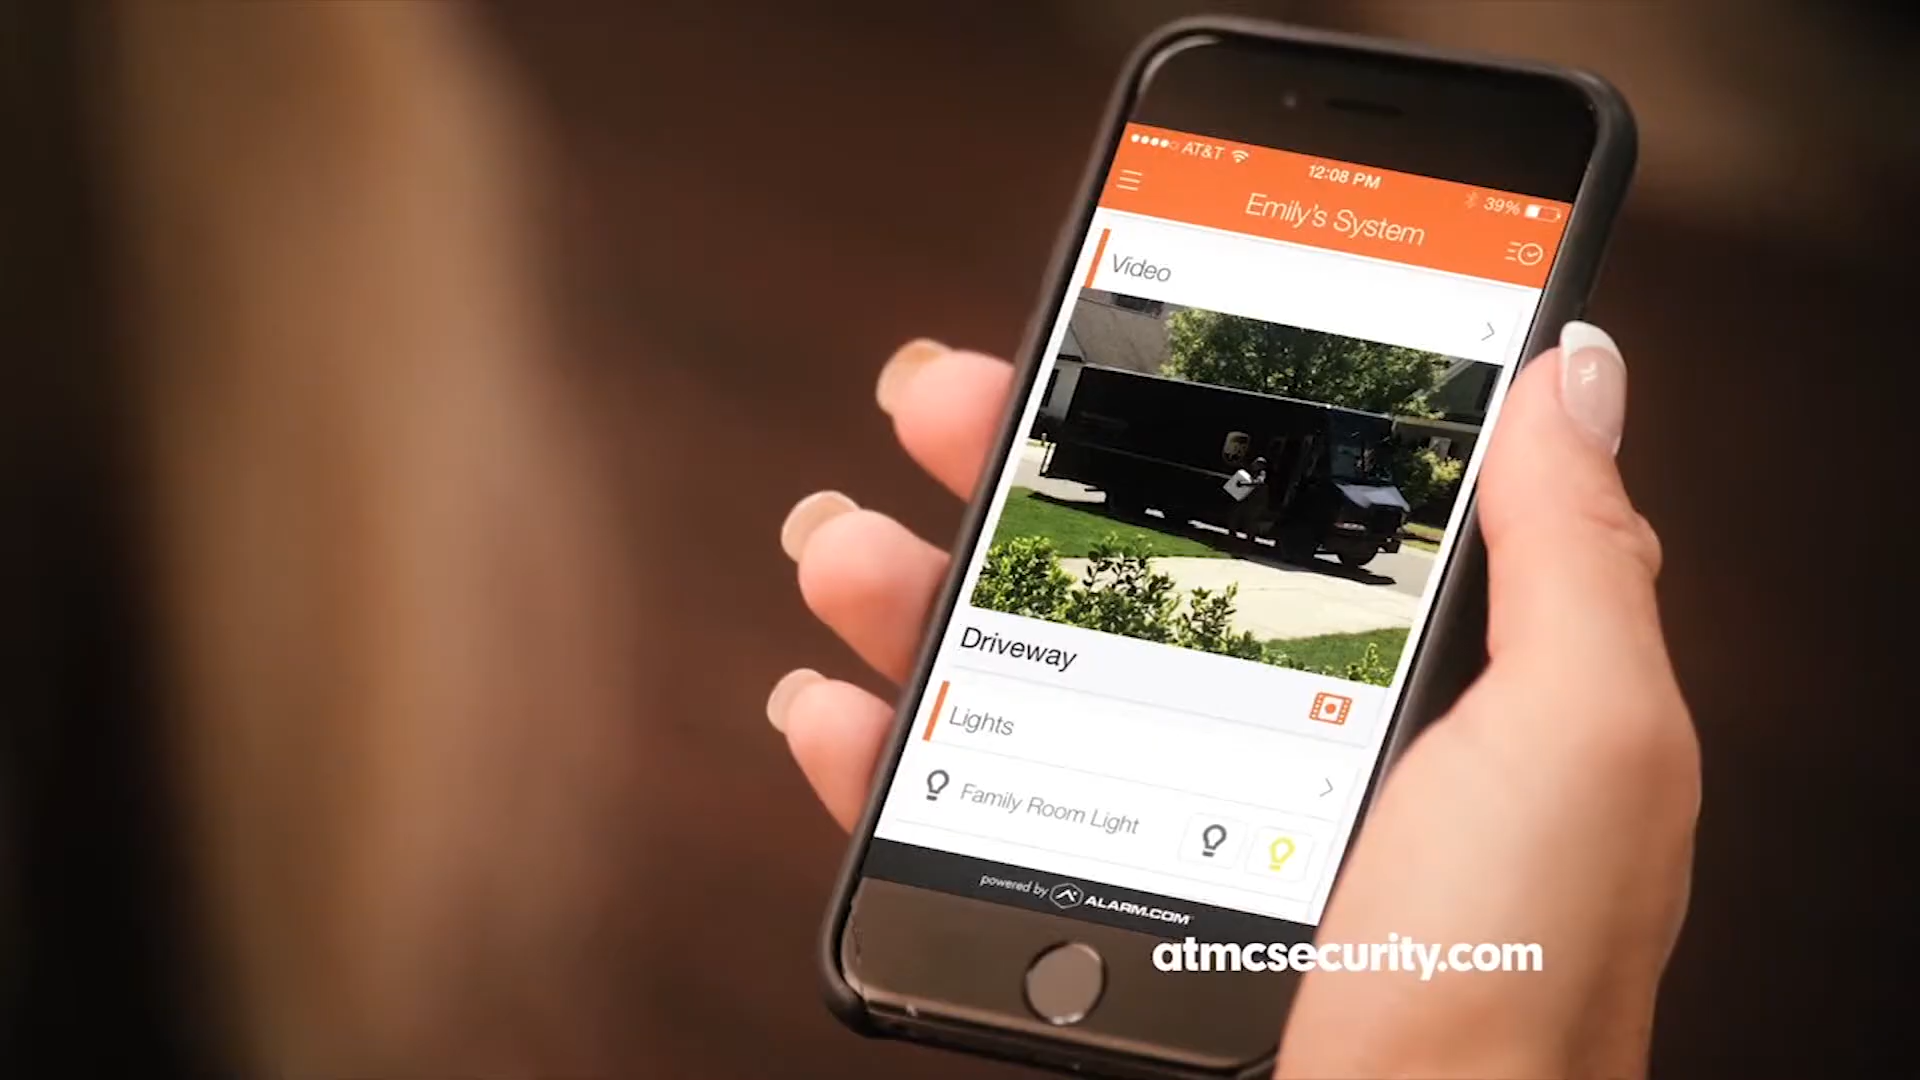 AT&T
12:08 PM
39%
Emily's System
Video
ups
Driveway
Lights
Family Room Light
powered by ALARM.COM
atmcsecurity.com